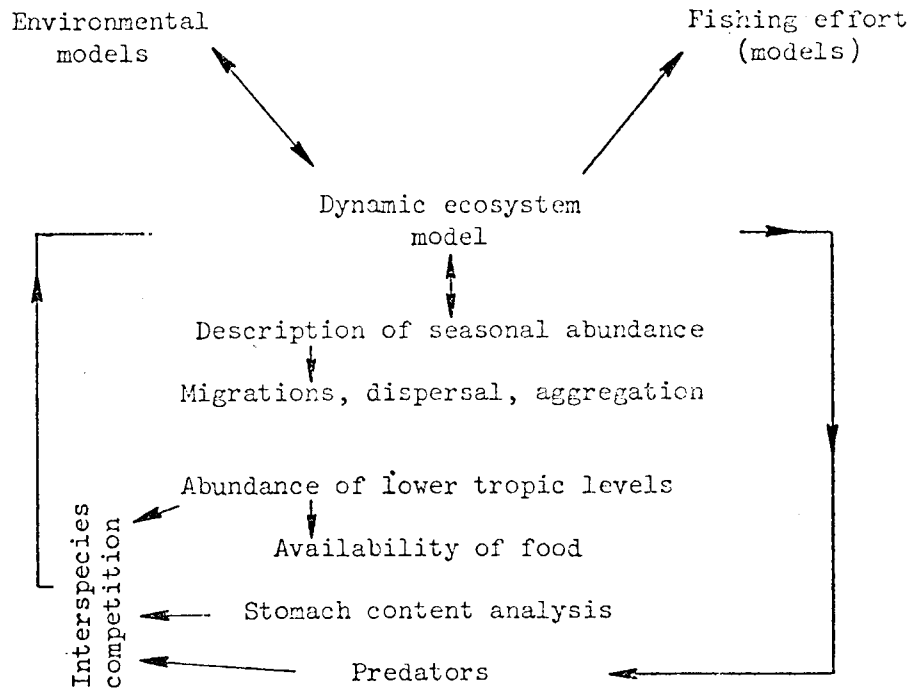 Environmental
models
Fishing effort
(models)
Dynamic ecosystem
model
Description of seasonal abundance
Migrations, dispersal, aggregation
Abundance of lower tropic levels
Availability of food
Interspecies
competition
Stomach content analysis
Predators